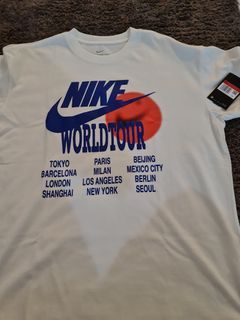 NIKE
WORLDTOUR
TOKYO PARIS BEIJING
BARCELONA MILAN MEXICO CITY
LONDON LOS ANGELES BERLIN
SHANGHAI NEW YORK SEOUL